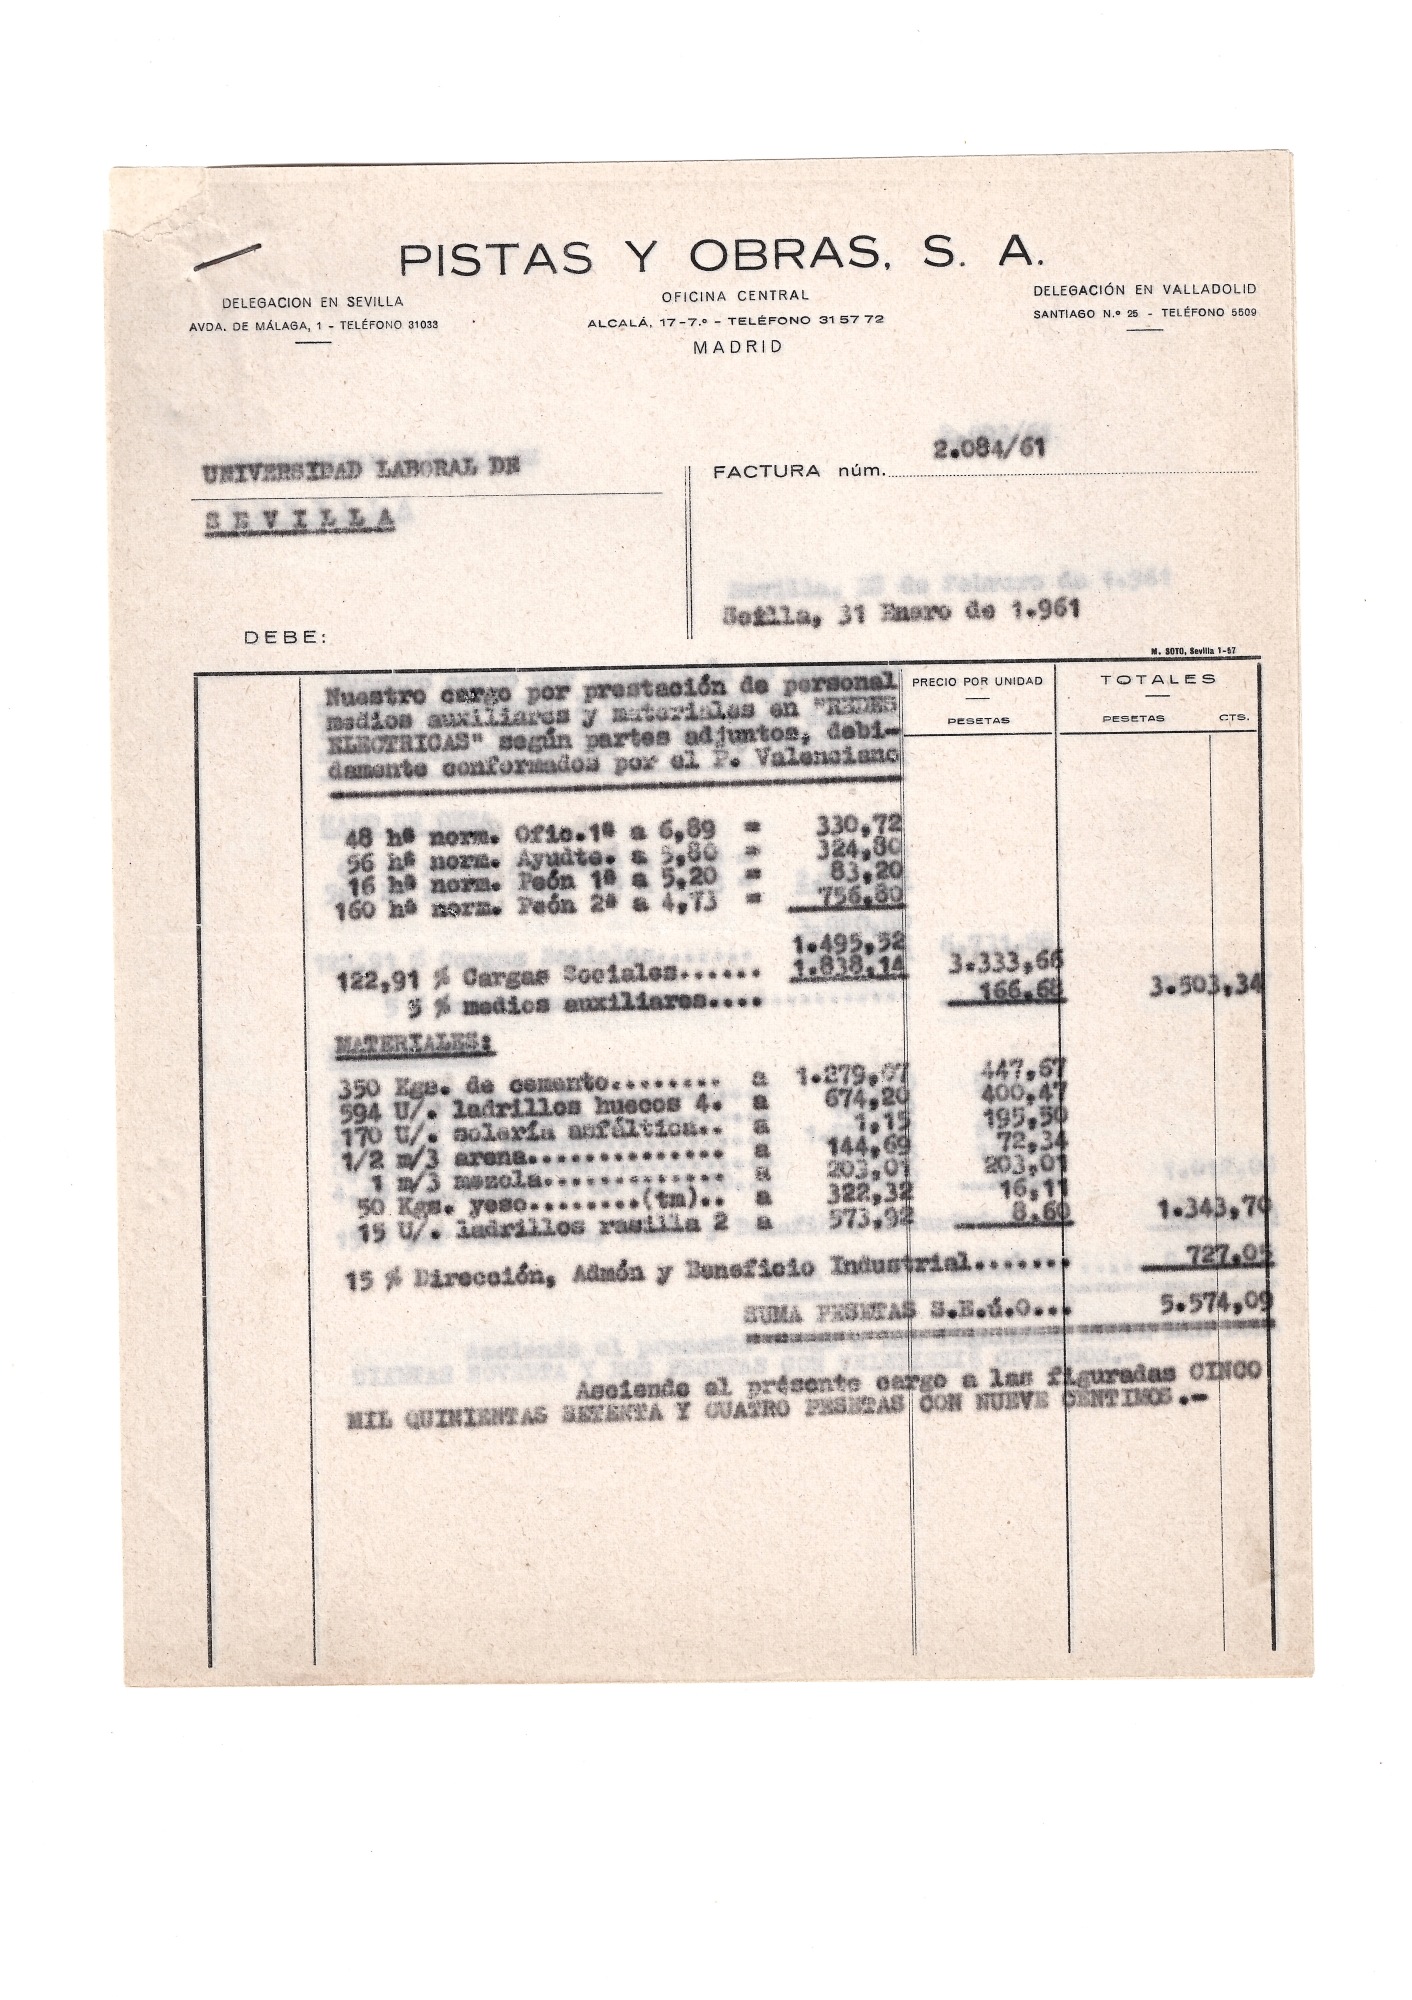 PISTAS Y OBRAS, S. A.
DELEGACION EN SEVILLA
AVDA. DE MÁLAGA, 1 - TELÉFONO 31033
OFICINA CENTRAL
ALCALÁ, 17-7.º - TELÉFONO 31 57 72
MADRID
DELEGACIÓN EN VALLADOLID
SANTIAGO N.º 25 - TELÉFONO 5509
UNIVERSIDAD LABORAL DE
SEVILLA
FACTURA núm. 2.084/61
Sevilla, 31 Enero de 1.961
DEBE:
M. SOTO, Sevilla 1-57
PRECIO POR UNIDAD
PESETAS
TOTALES
PESETAS CTS.
Nuestro cargo por prestación de personal
medios auxiliares y materiales en "REDES
ELECTRICAS" según partes adjuntos, debi-
damente conformados por el P. Valenciano
48 hª norm. Ofic.1ª a 6,89 = 330,72
56 hª norm. Ayudte. a 5,80 = 324,80
16 hª norm. Peón 1ª a 5,20 = 83,20
160 hª norm. Peón 2ª a 4,73 = 756,80
1.495,52
122,91 % Cargas Sociales...... 1.838,14 3.333,66
5 % medios auxiliares.... 166,68 3.503,34
MATERIALES:
350 Kgs. de cemento........ a 1.279,07 447,67
594 U/. ladrillos huecos 4. a 674,20 400,47
170 U/. solería asfáltica.. a 1,15 195,50
1/2 m/3 arena.............. a 144,69 72,34
1 m/3 mezcla............. a 203,01 203,01
50 Kgs. yeso........(tm).. a 322,32 16,11
15 U/. ladrillos rasilla 2 a 573,92 8,60 1.343,70
15 % Dirección, Admón y Beneficio Industrial....... 727,05
SUMA PESETAS S.E.ú.O... 5.574,09
Asciende el présente cargo a las figuradas CINCO
MIL QUINIENTAS SETENTA Y CUATRO PESETAS CON NUEVE CENTIMOS.-